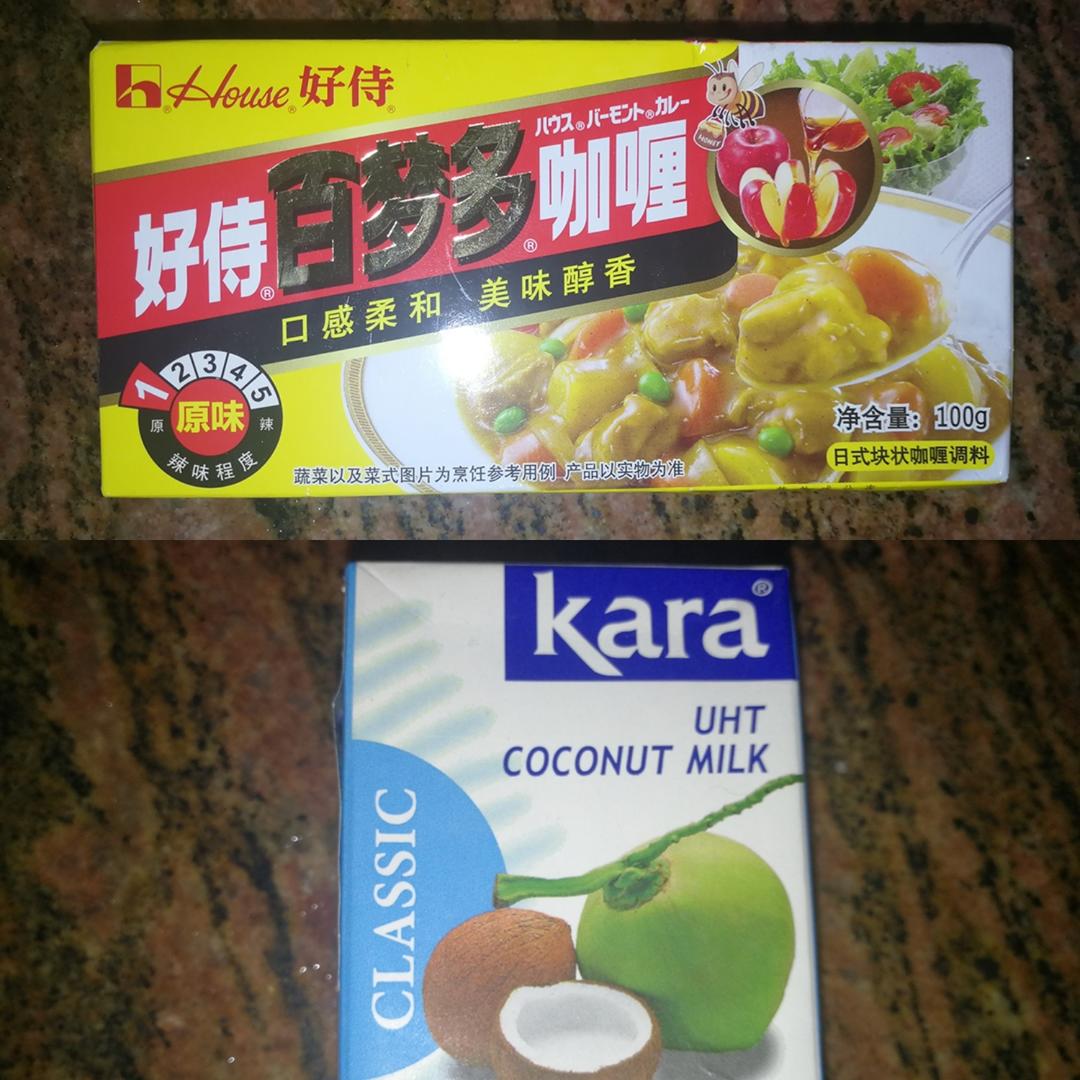 House 好侍
ハウス® バーモント® カレー
好侍® 百梦多® 咖喱
口感柔和 美味醇香
HONEY
1 2 3 4 5
原 原味 辣
辣味程度
蔬菜以及菜式图片为烹饪参考用例 产品以实物为准
净含量: 100g
日式块状咖喱调料
kara®
UHT
COCONUT MILK
CLASSIC